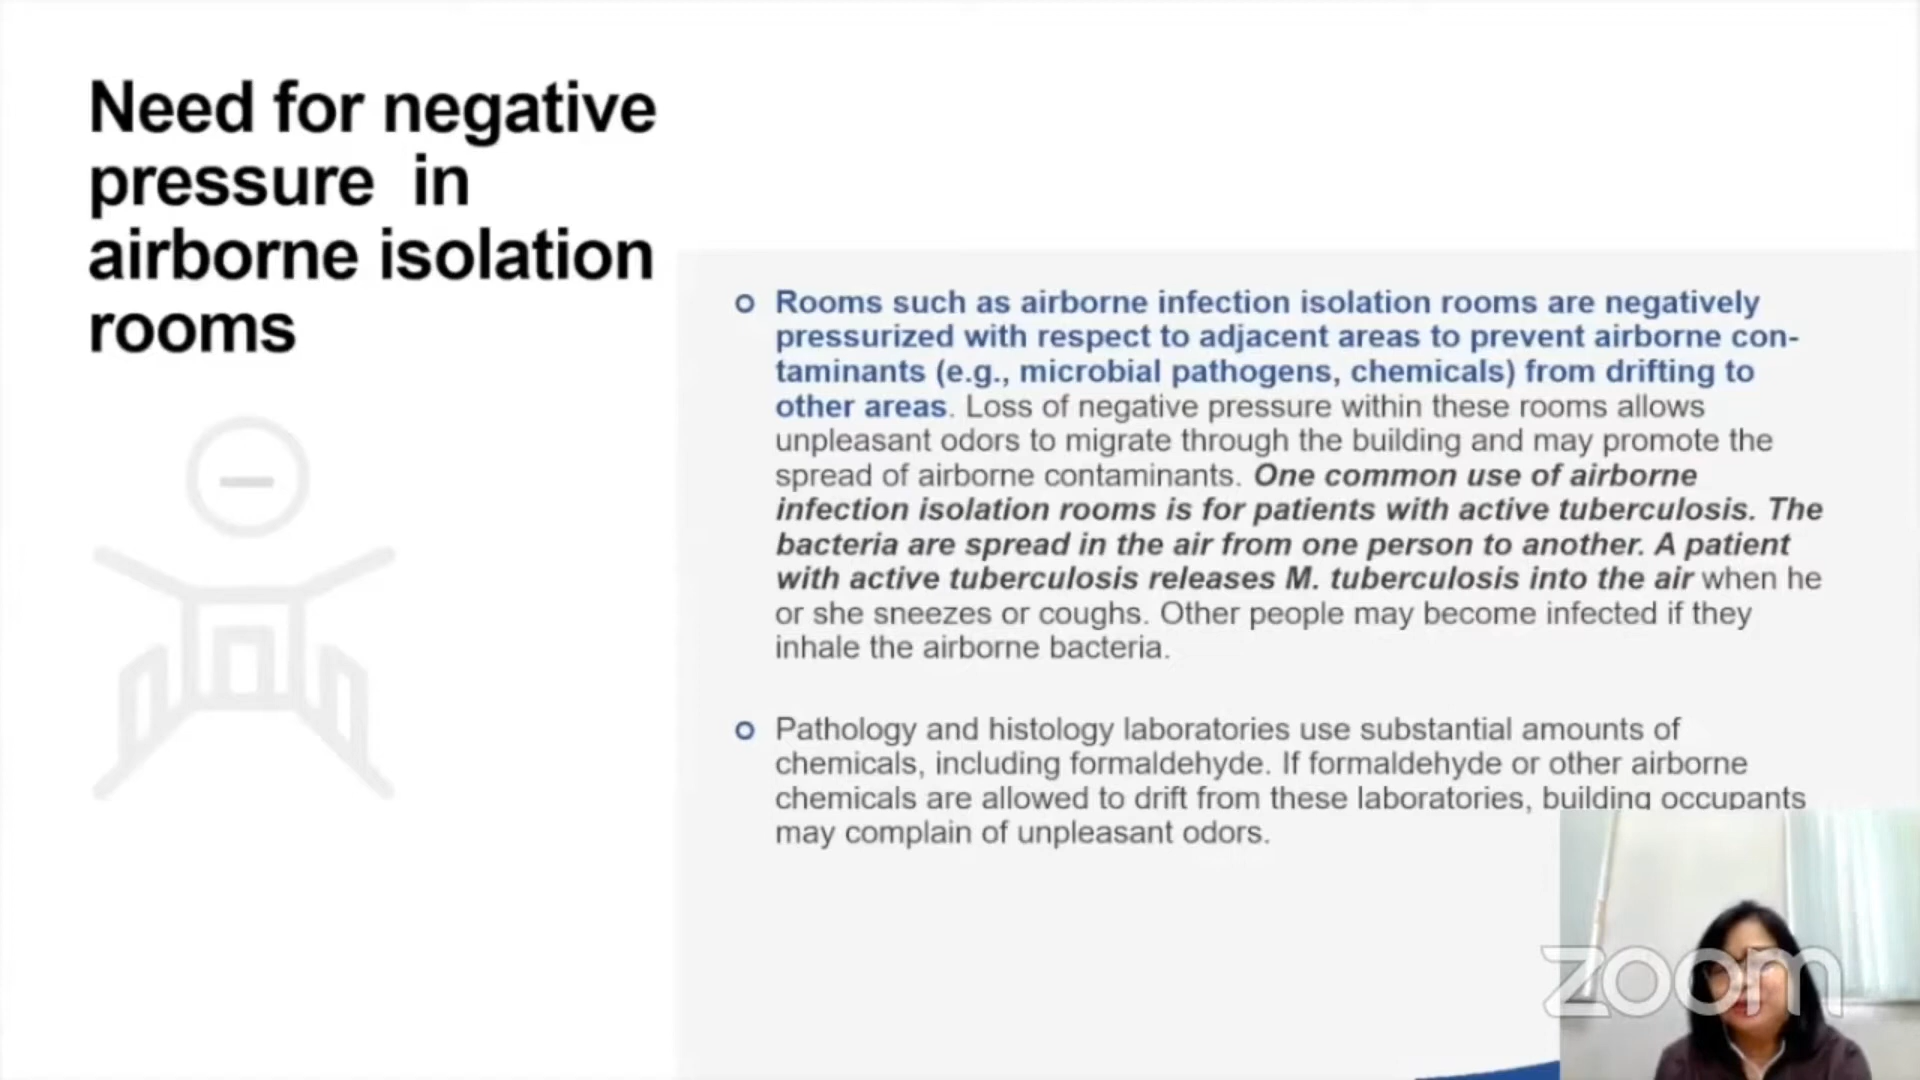 Need for negative
pressure in
airborne isolation
rooms
Rooms such as airborne infection isolation rooms are negatively
pressurized with respect to adjacent areas to prevent airborne con-
taminants (e.g., microbial pathogens, chemicals) from drifting to
other areas. Loss of negative pressure within these rooms allows
unpleasant odors to migrate through the building and may promote the
spread of airborne contaminants. One common use of airborne
infection isolation rooms is for patients with active tuberculosis. The
bacteria are spread in the air from one person to another. A patient
with active tuberculosis releases M. tuberculosis into the air when he
or she sneezes or coughs. Other people may become infected if they
inhale the airborne bacteria.
Pathology and histology laboratories use substantial amounts of
chemicals, including formaldehyde. If formaldehyde or other airborne
chemicals are allowed to drift from these laboratories, building occupants
may complain of unpleasant odors.
zoom